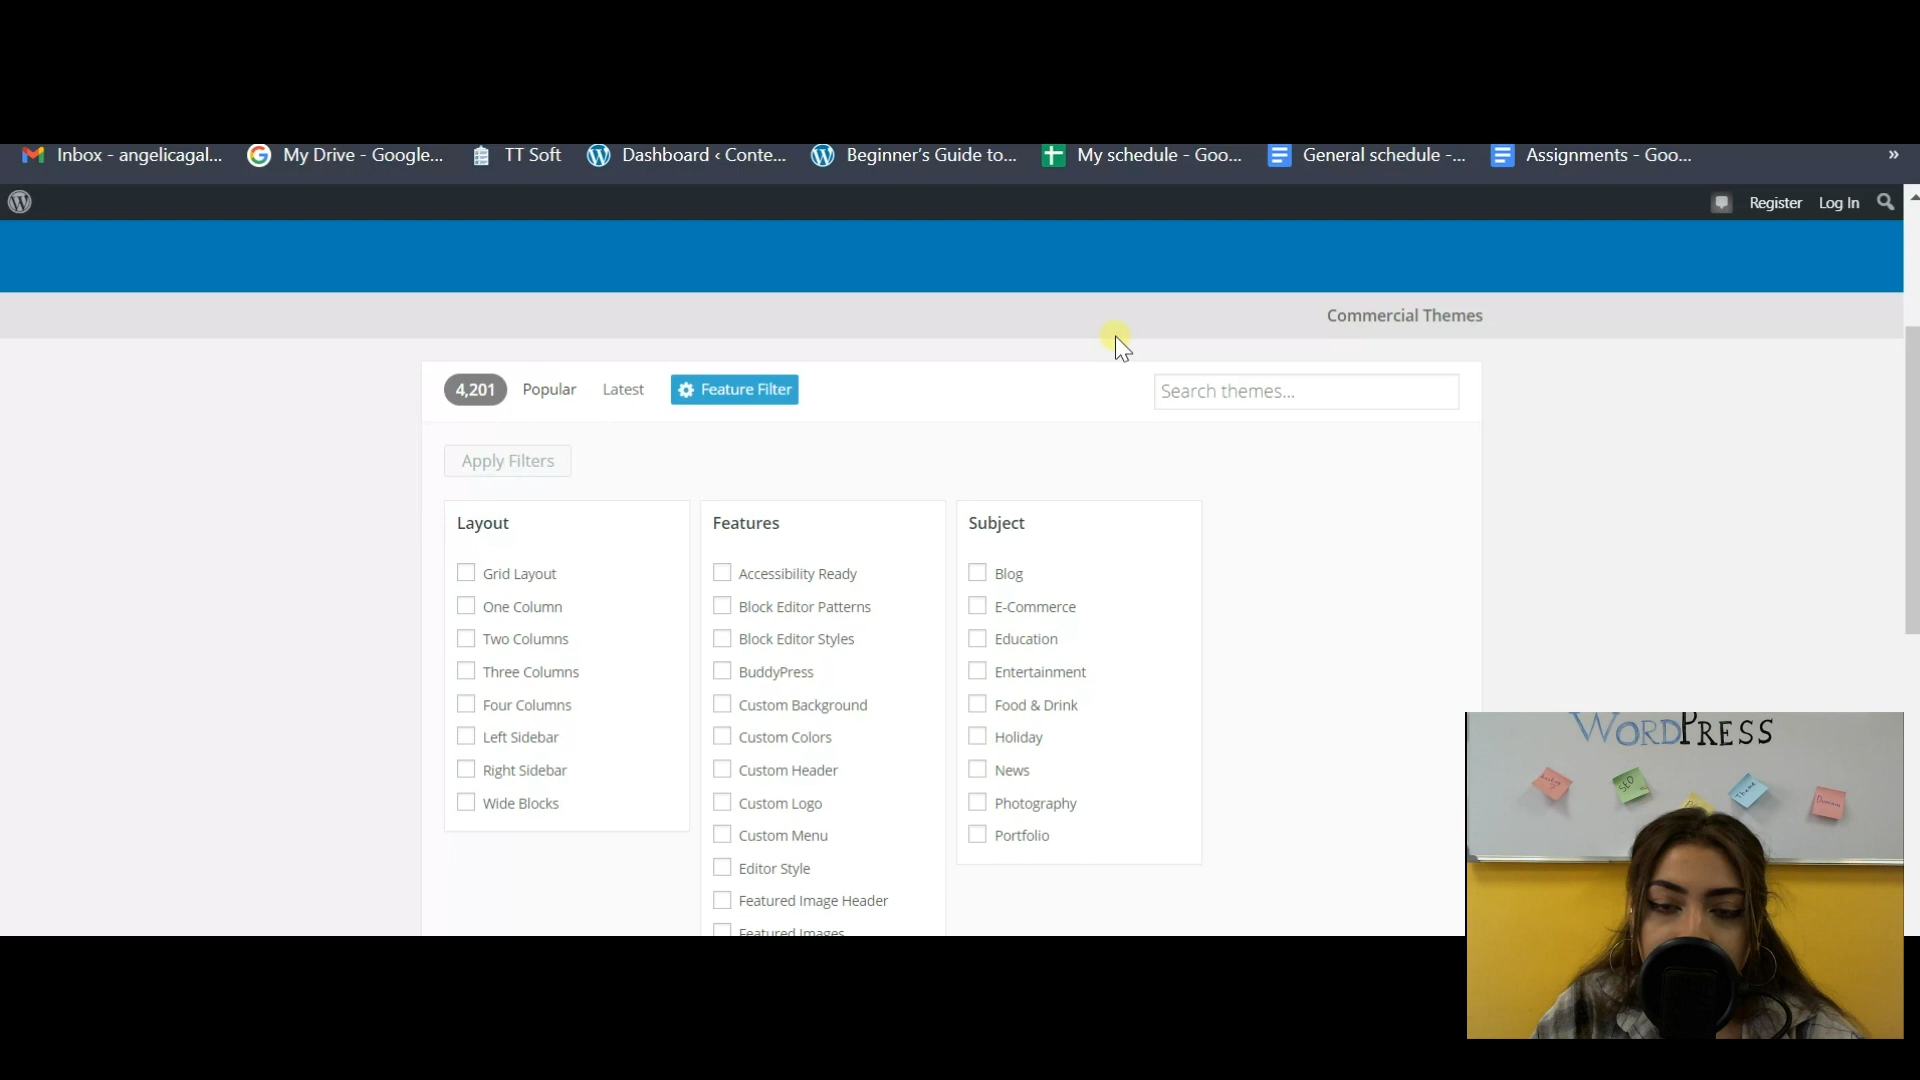 Inbox - angelicagal...
My Drive - Google...
TT Soft
Dashboard ‹ Conte...
Beginner's Guide to...
My schedule - Goo...
General schedule -...
Assignments - Goo...
»
Register
Log In
Commercial Themes
4,201
Popular
Latest
Feature Filter
Search themes...
Apply Filters
Layout
Grid Layout
One Column
Two Columns
Three Columns
Four Columns
Left Sidebar
Right Sidebar
Wide Blocks
Features
Accessibility Ready
Block Editor Patterns
Block Editor Styles
BuddyPress
Custom Background
Custom Colors
Custom Header
Custom Logo
Custom Menu
Editor Style
Featured Image Header
Featured Images
Subject
Blog
E-Commerce
Education
Entertainment
Food & Drink
Holiday
News
Photography
Portfolio
WORDPRESS
SEO
Theme
Domain